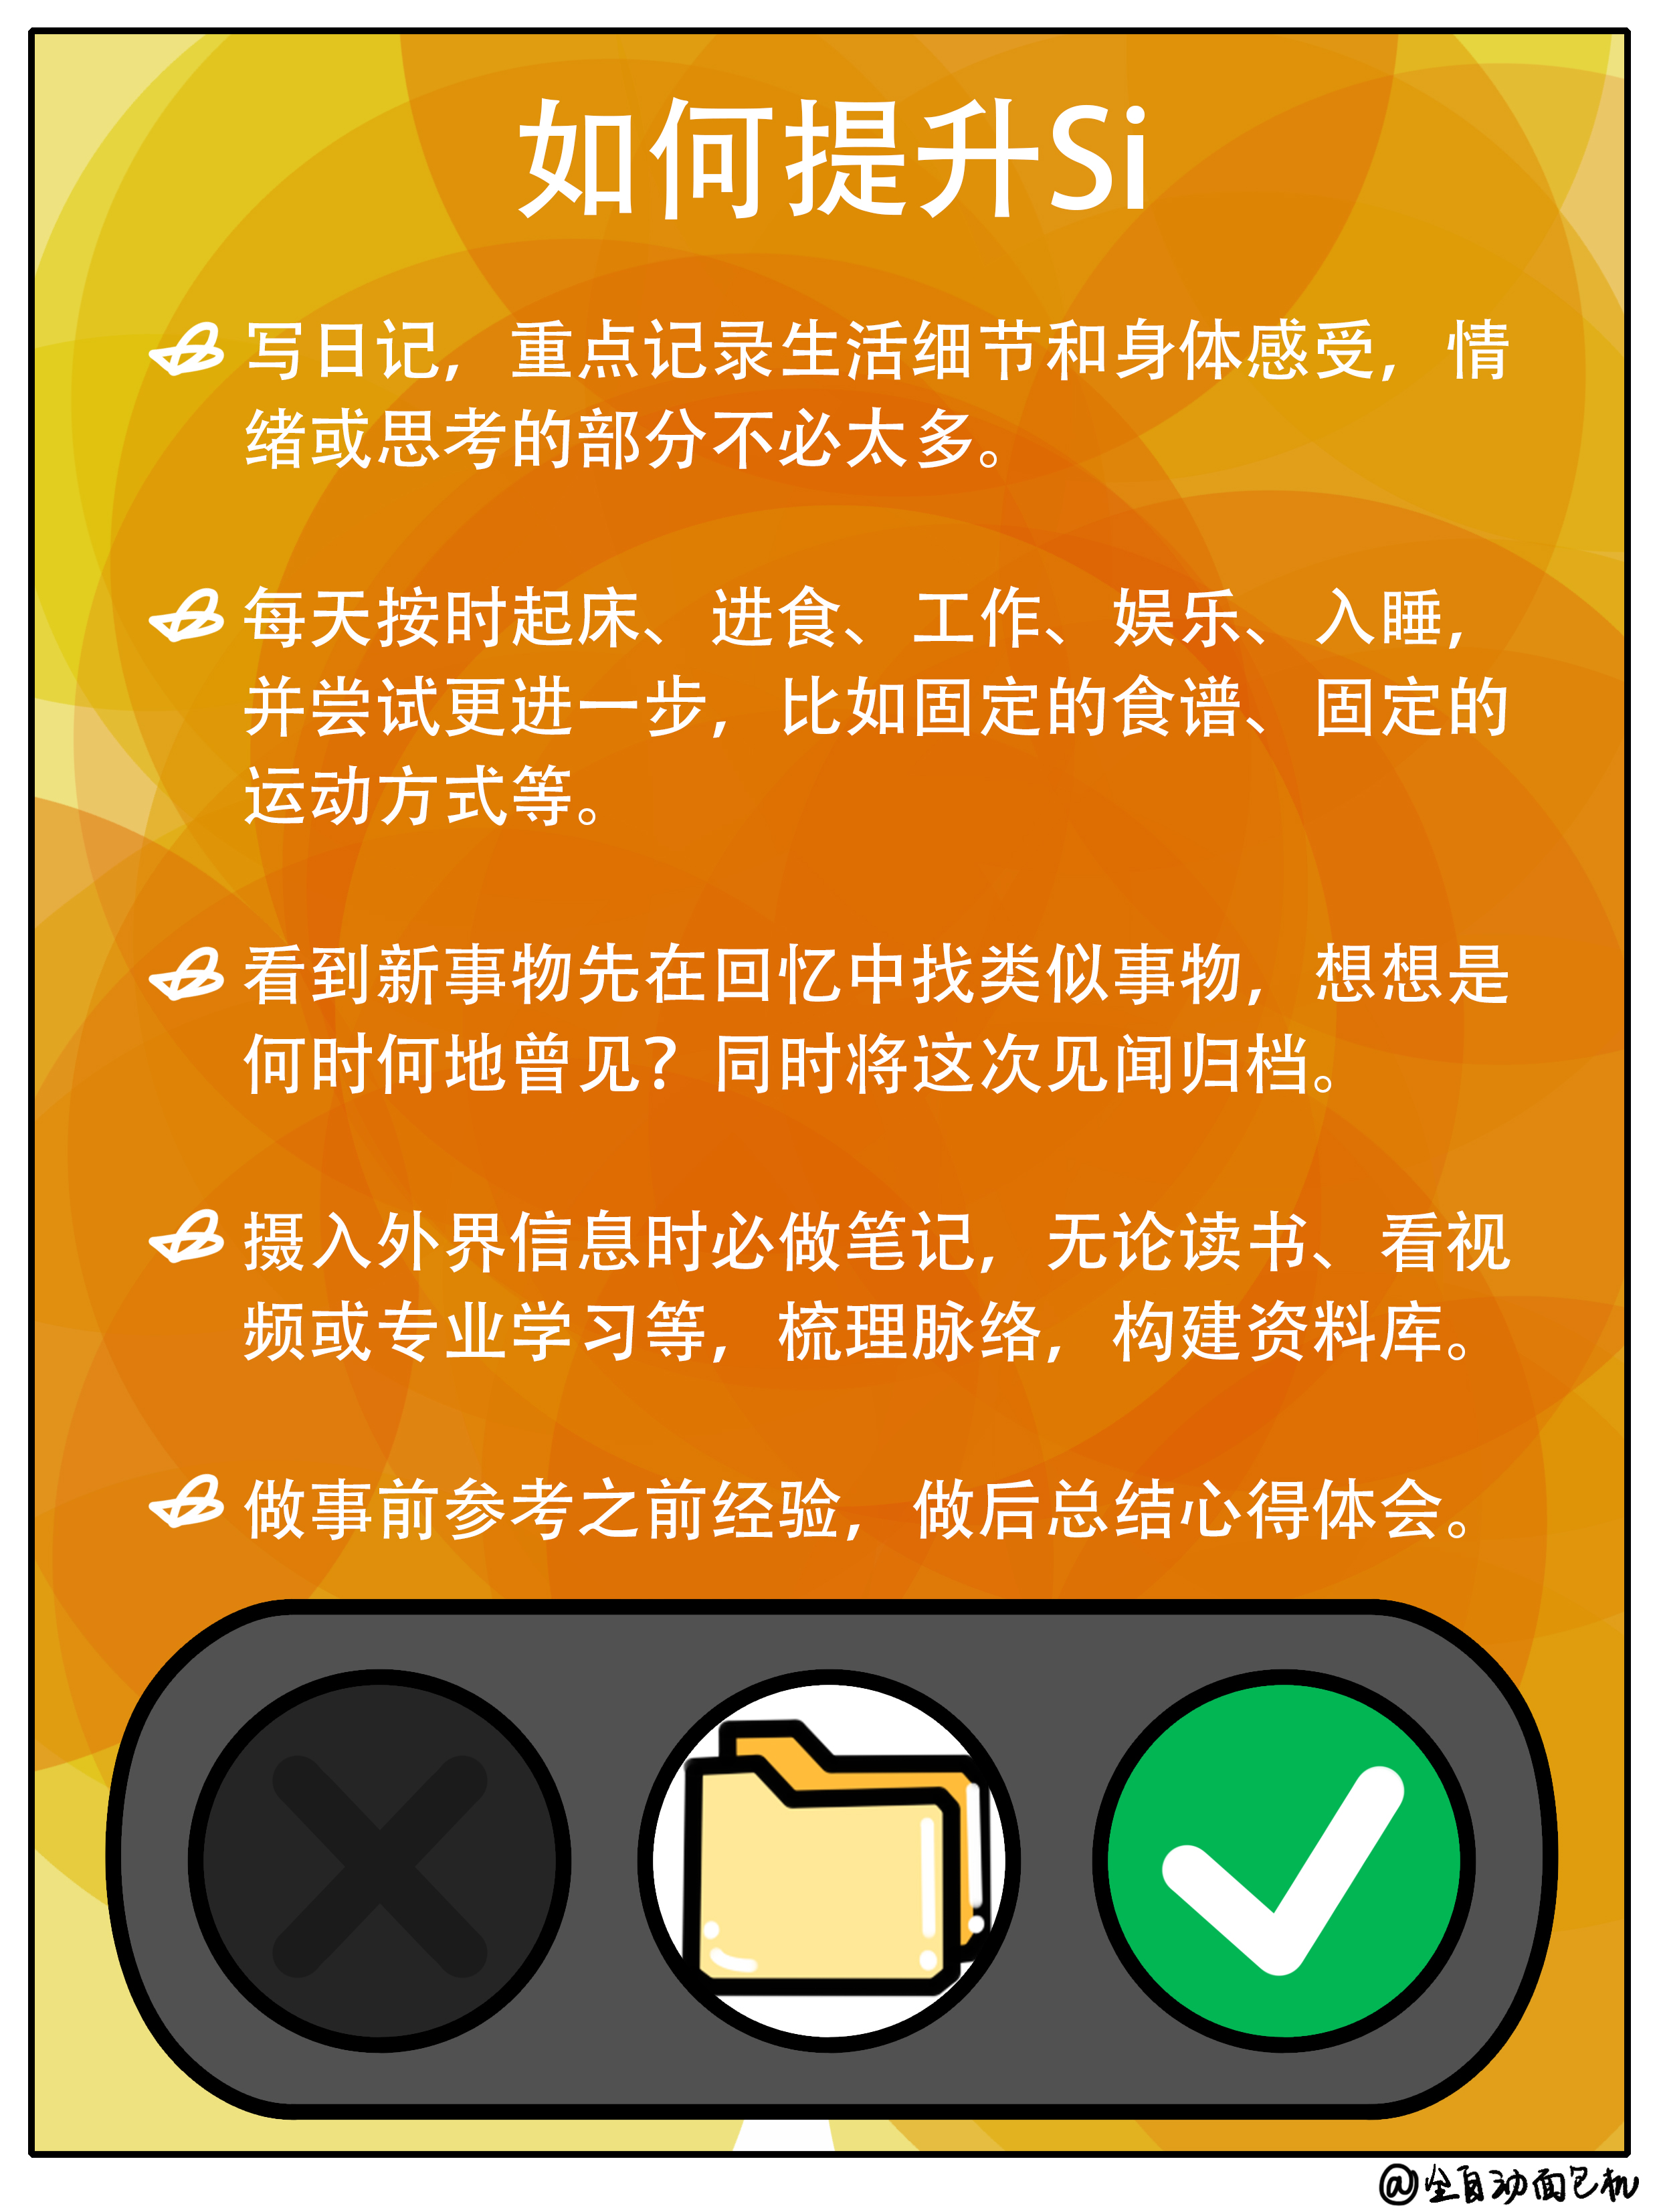 如何提升Si
写日记，重点记录生活细节和身体感受，情
绪或思考的部分不必太多。
每天按时起床、进食、工作、娱乐、入睡，
并尝试更进一步，比如固定的食谱、固定的
运动方式等。
看到新事物先在回忆中找类似事物，想想是
何时何地曾见？同时将这次见闻归档。
摄入外界信息时必做笔记，无论读书、看视
频或专业学习等，梳理脉络，构建资料库。
做事前参考之前经验，做后总结心得体会。
@全自动面包机